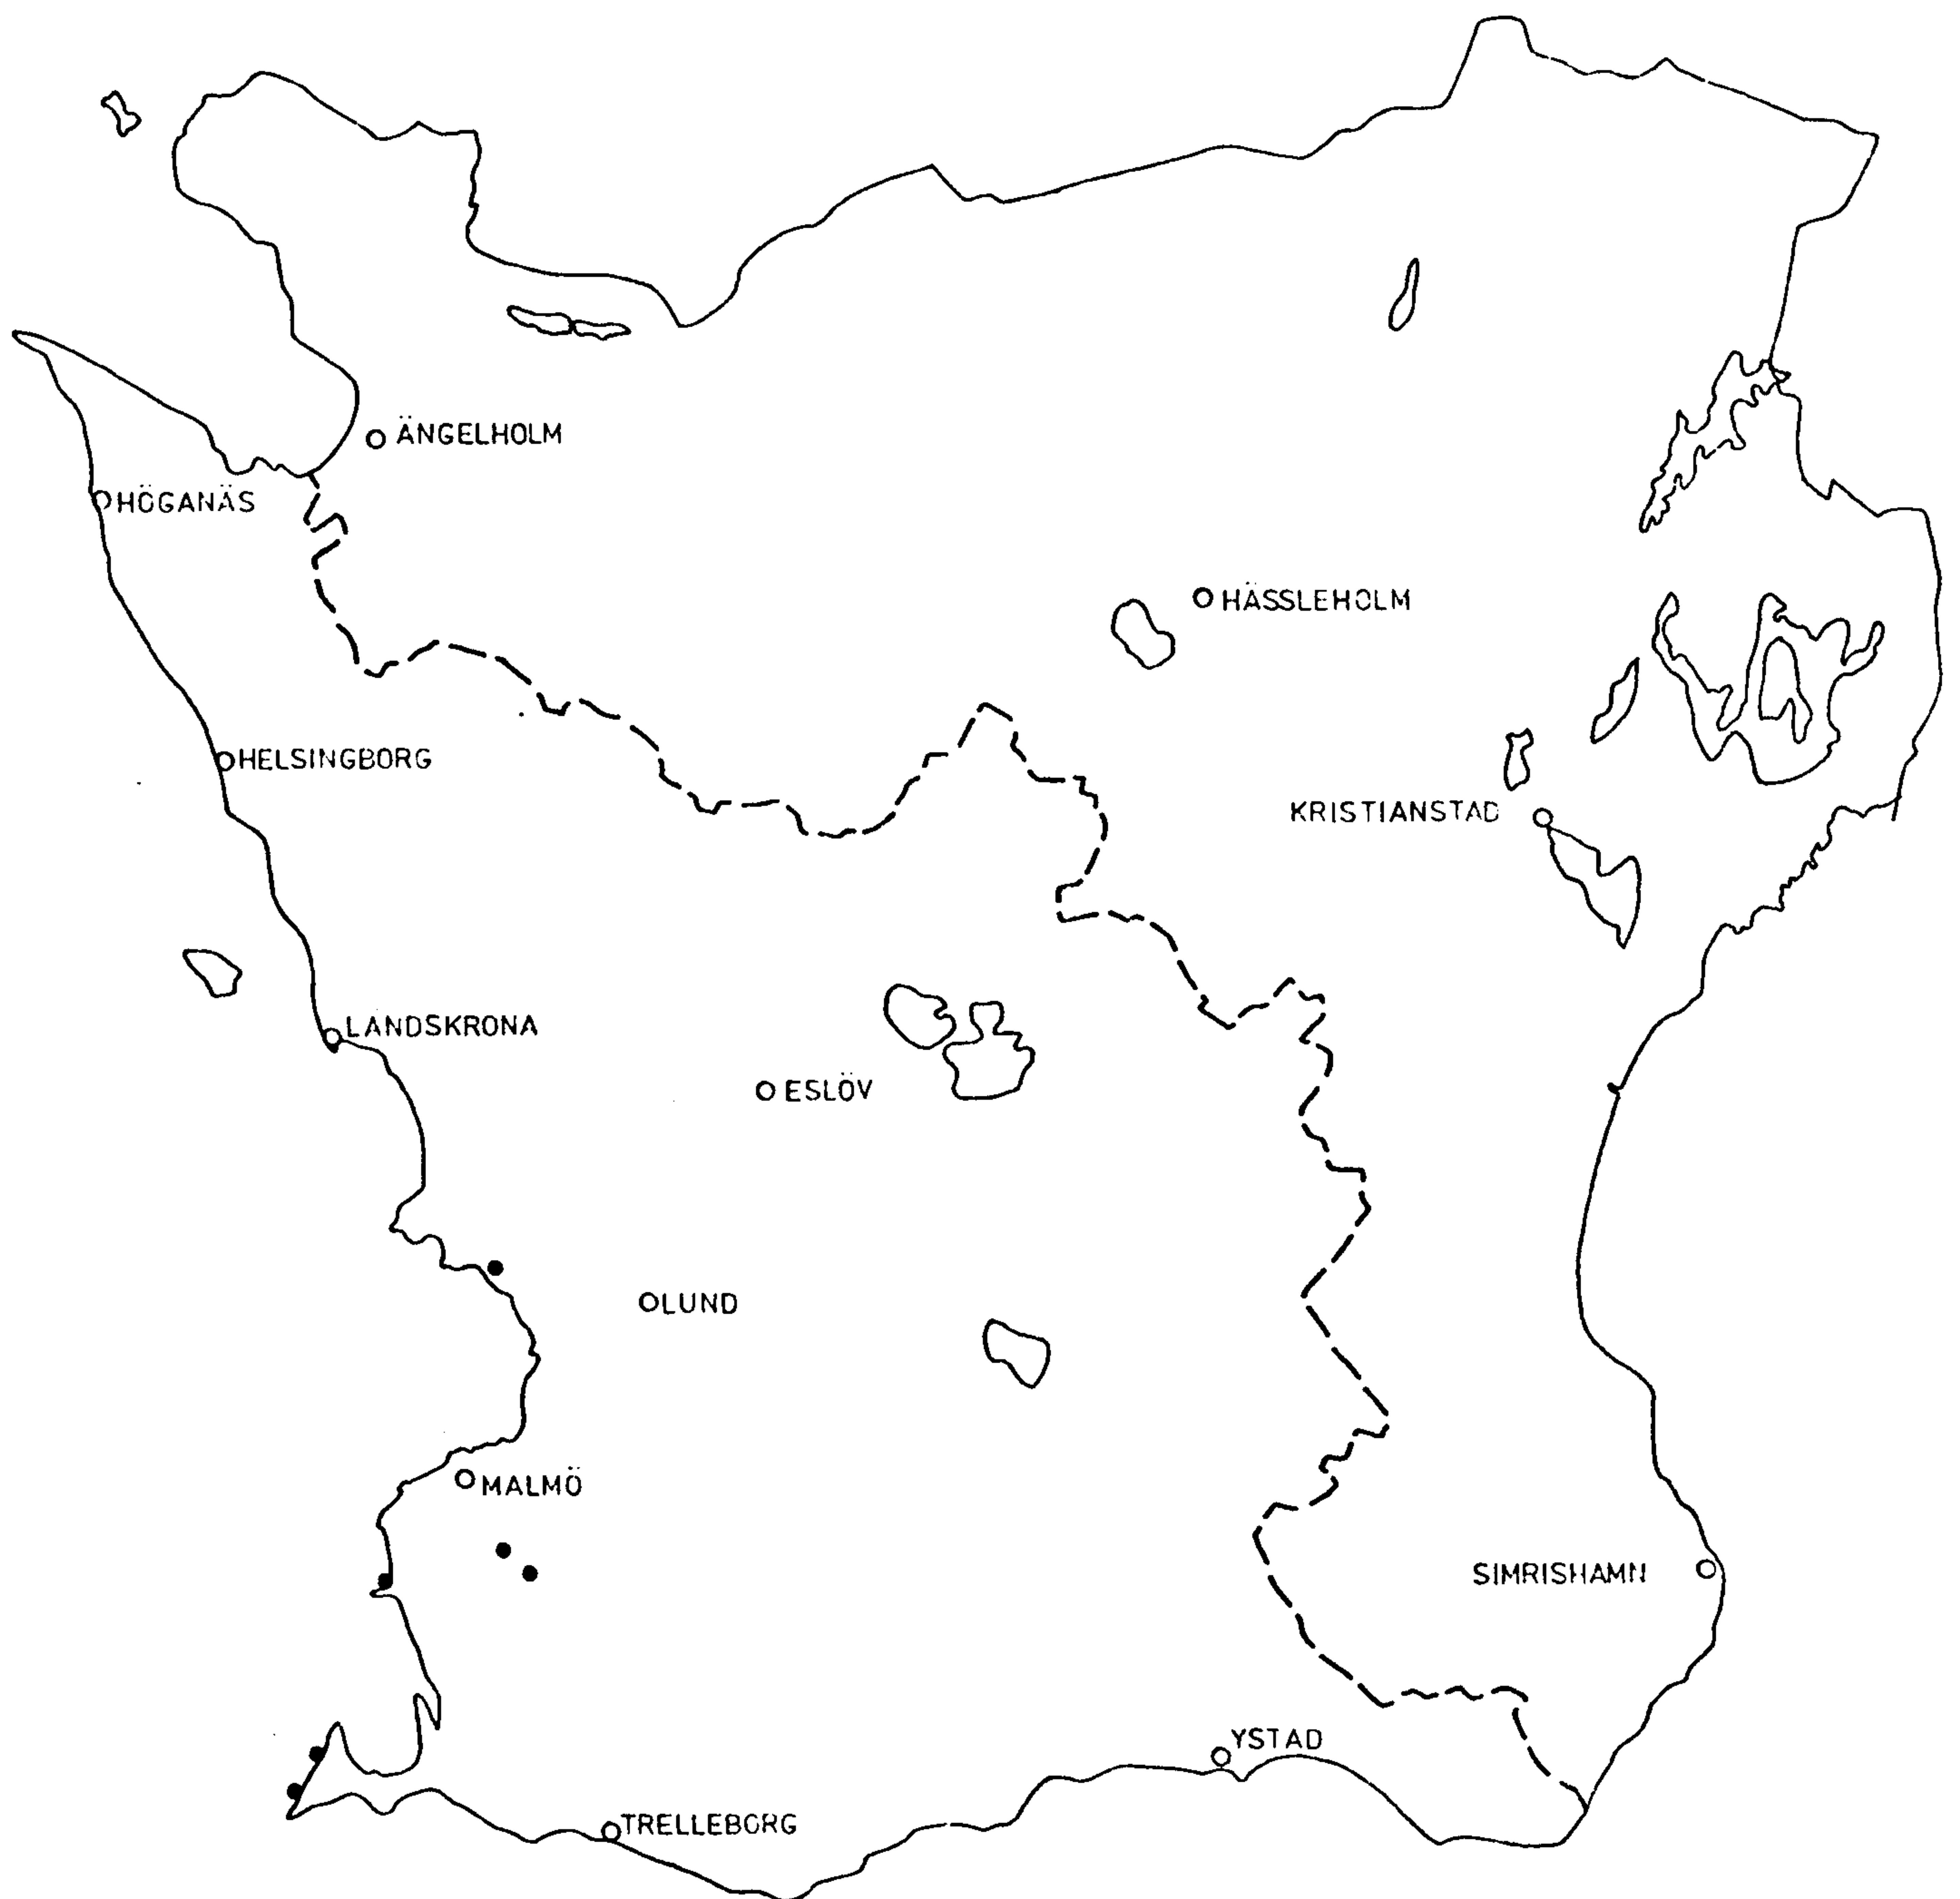 ÄNGELHOLM
HÖGANÄS
HÄSSLEHOLM
HELSINGBORG
KRISTIANSTAD
LANDSKRONA
ESLÖV
LUND
MALMÖ
SIMRISHAMN
YSTAD
TRELLEBORG